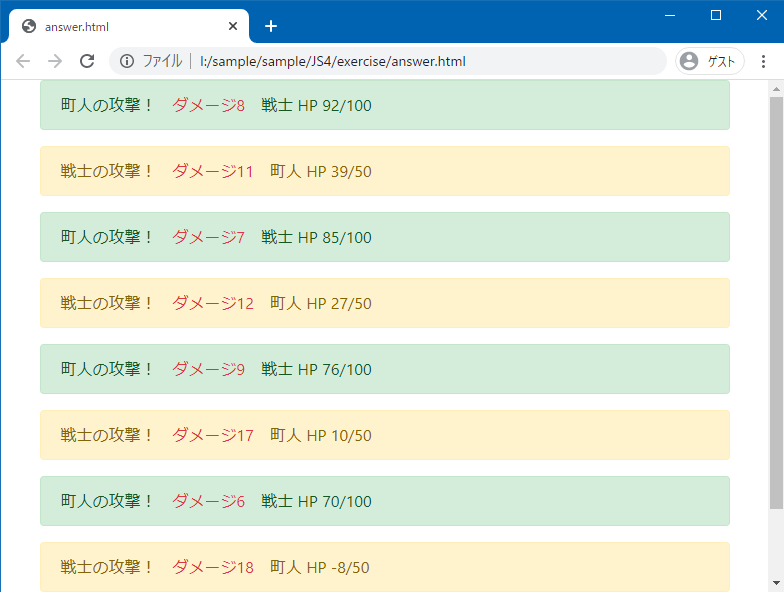 answer.html
ファイル | I:/sample/sample/JS4/exercise/answer.html ゲスト
町人の攻撃！ ダメージ8 戦士 HP 92/100
戦士の攻撃！ ダメージ11 町人 HP 39/50
町人の攻撃！ ダメージ7 戦士 HP 85/100
戦士の攻撃！ ダメージ12 町人 HP 27/50
町人の攻撃！ ダメージ9 戦士 HP 76/100
戦士の攻撃！ ダメージ17 町人 HP 10/50
町人の攻撃！ ダメージ6 戦士 HP 70/100
戦士の攻撃！ ダメージ18 町人 HP -8/50